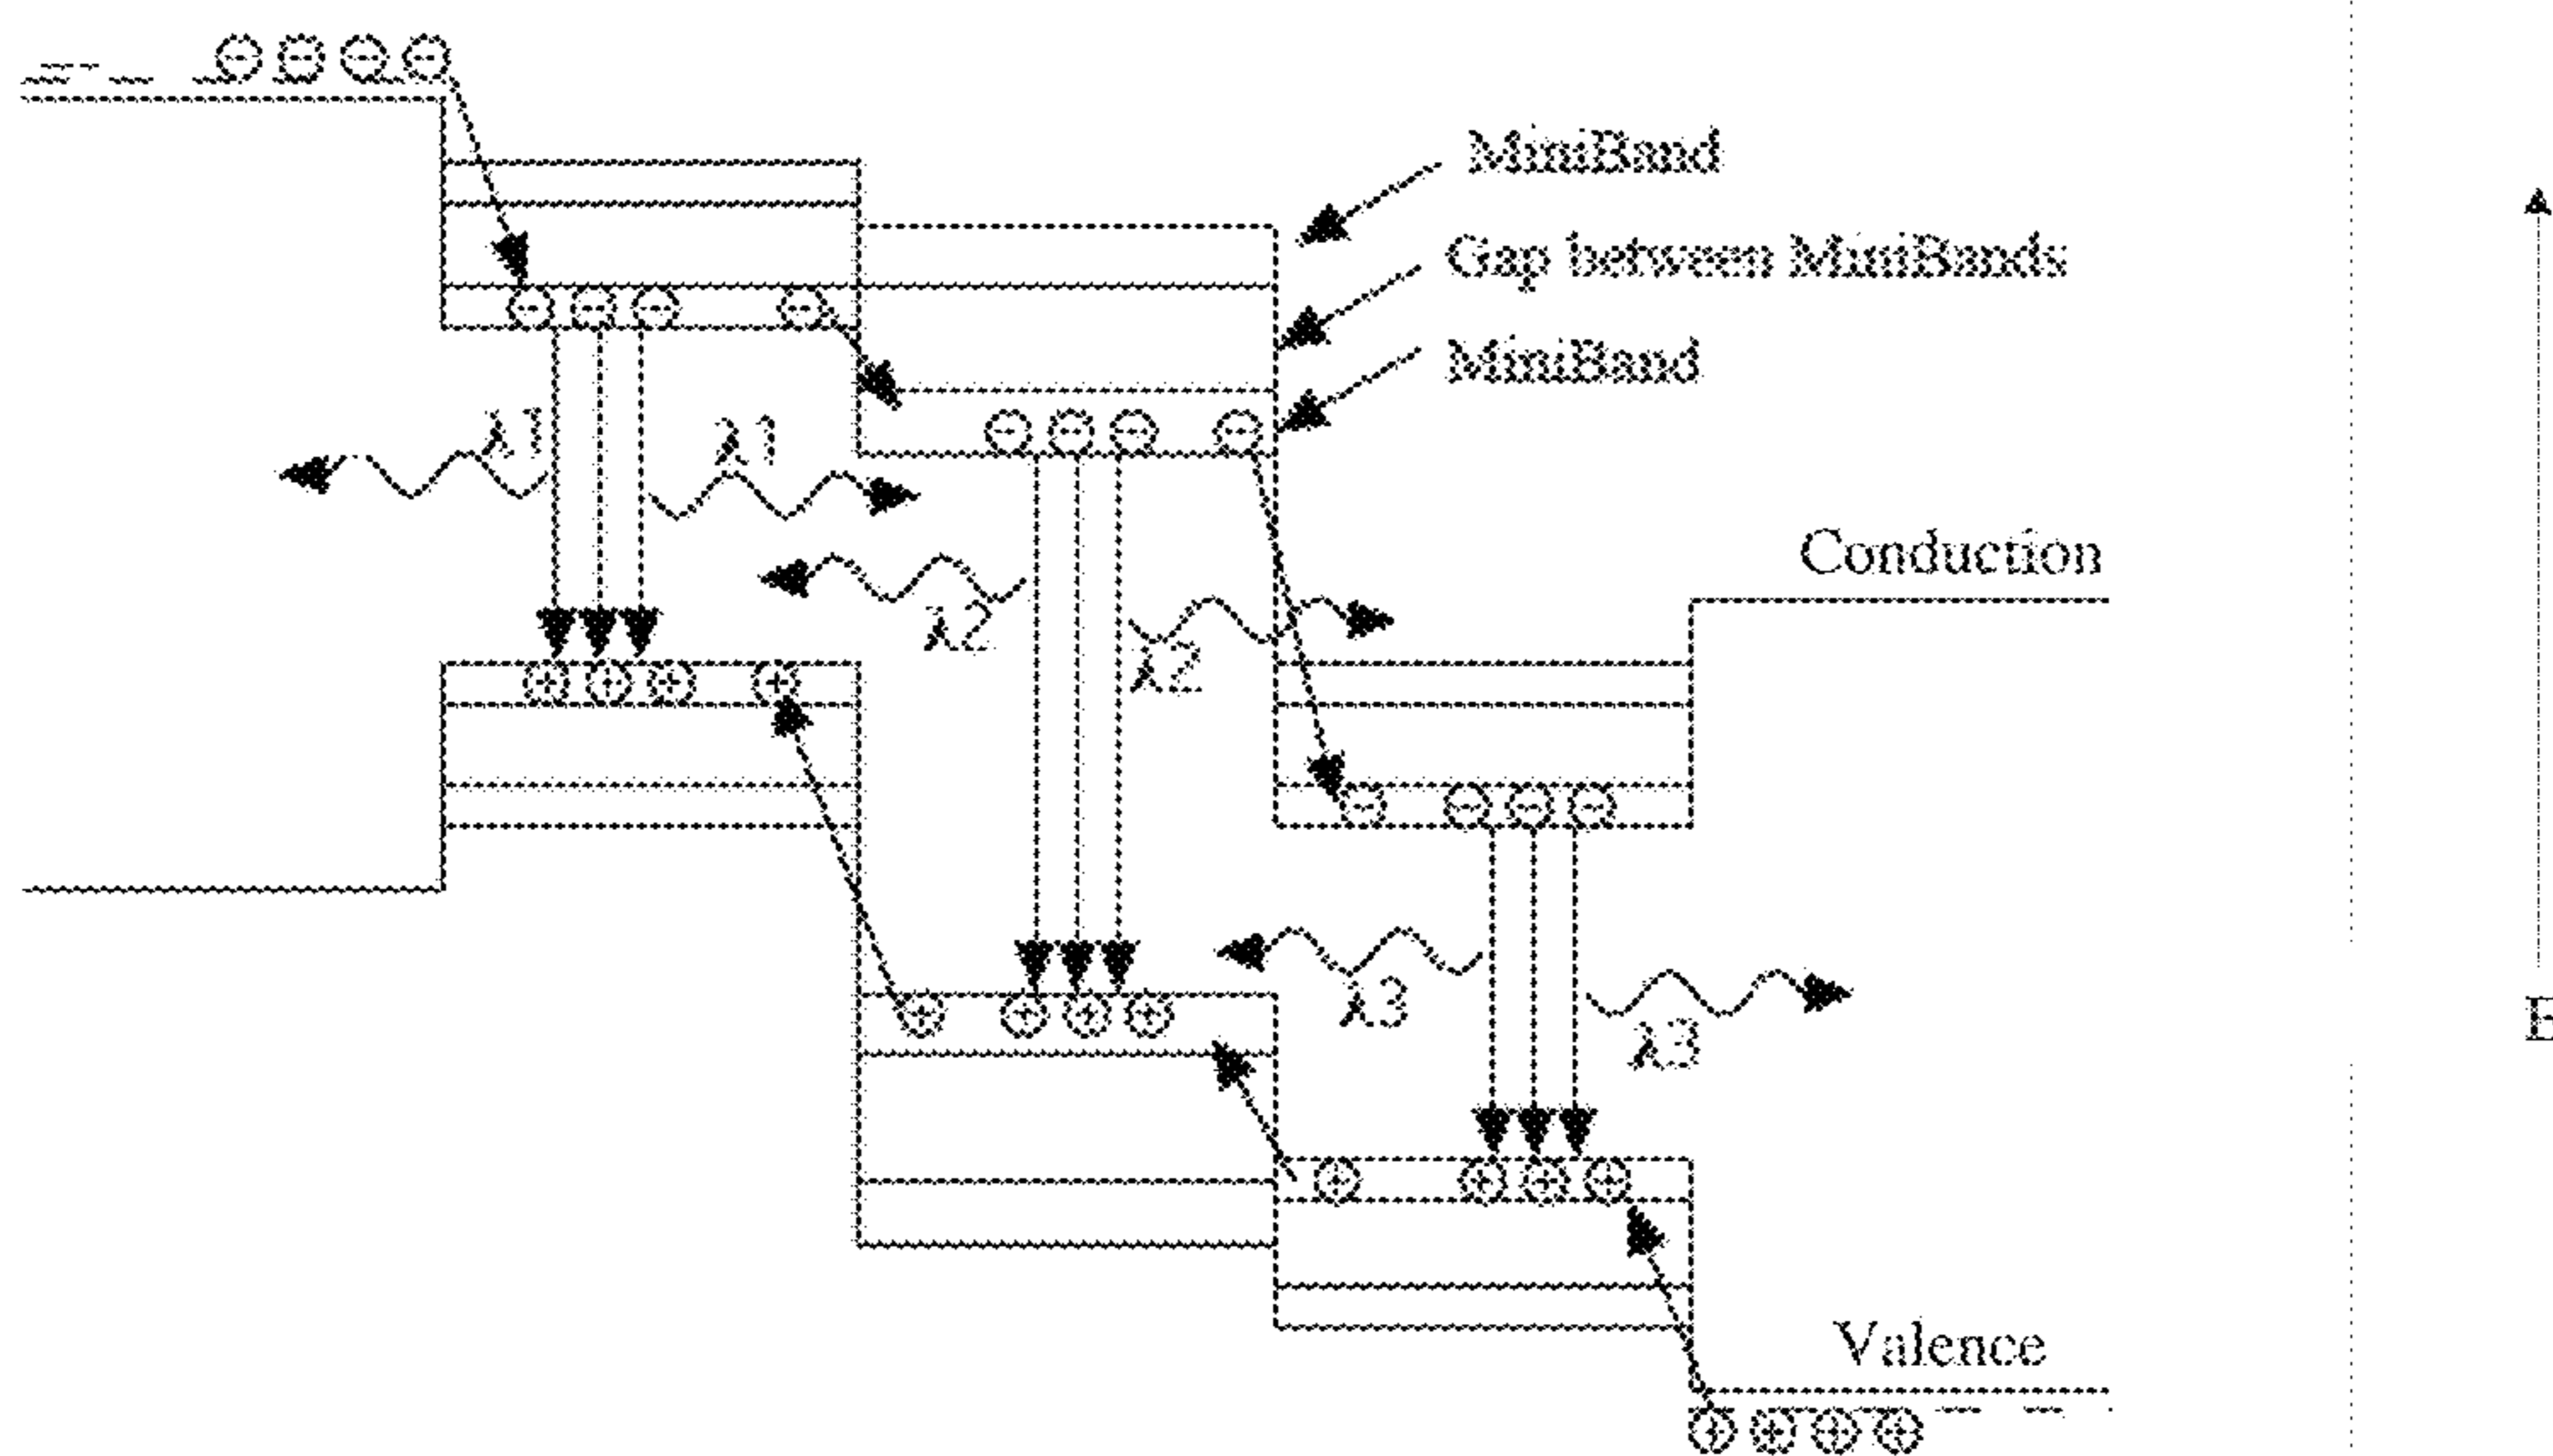 MiniBand
Gap between MiniBands
MiniBand
λ1
λ1
Conduction
λ2
λ2
λ3
E
λ3
Valence